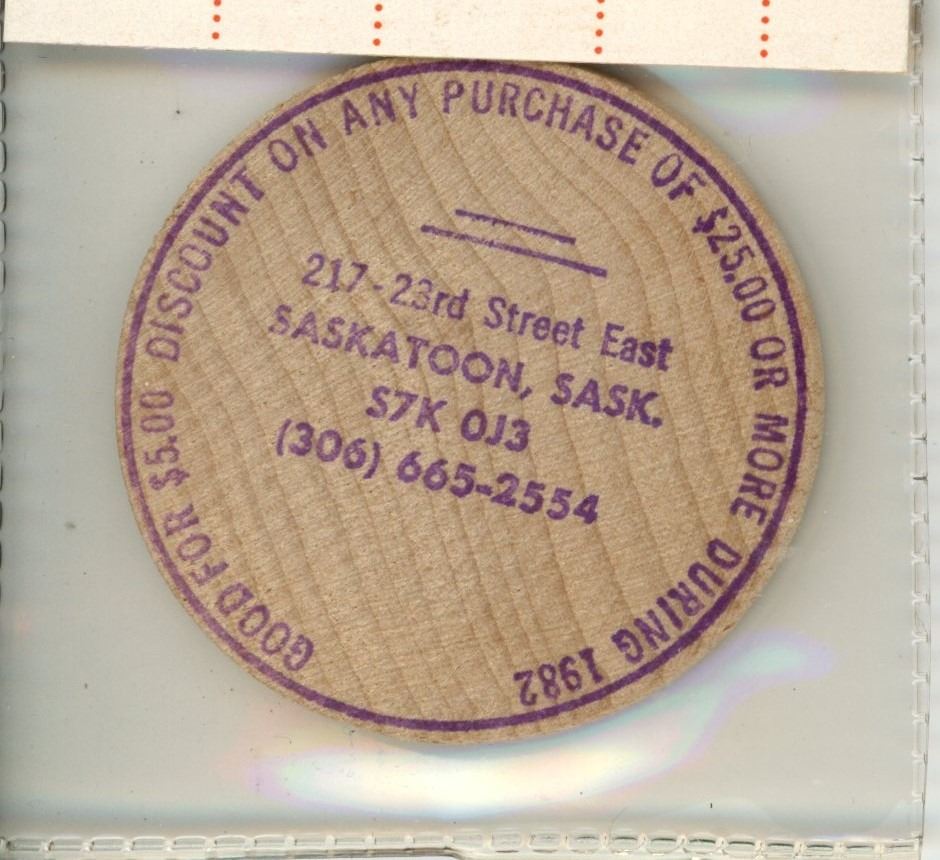 GOOD FOR $5.00 DISCOUNT ON ANY PURCHASE OF $25.00 OR MORE DURING 1982
217-23rd Street East
SASKATOON, SASK.
S7K 0J3
(306) 665-2554